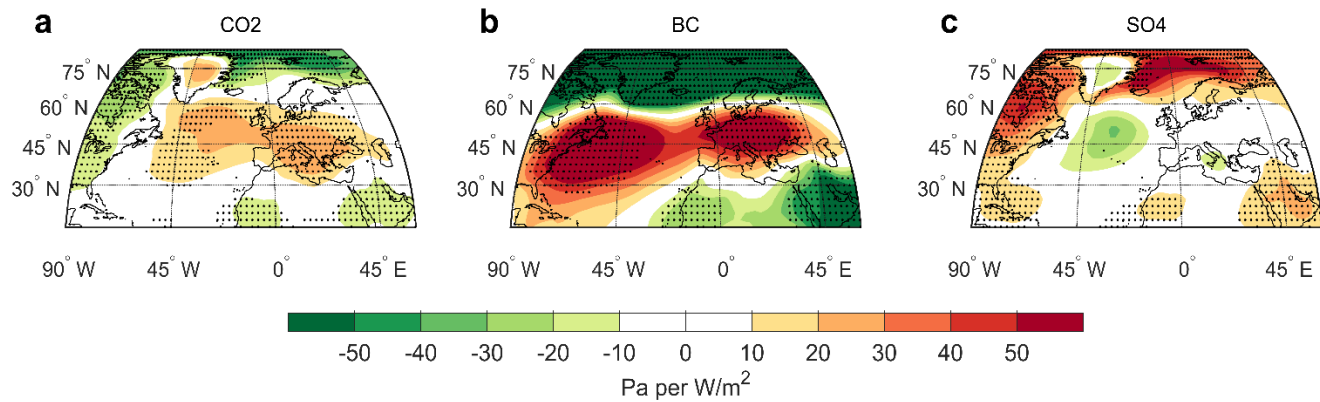 a CO2 b BC c SO4
75° N 75° N 75° N
60° N 60° N 60° N
45° N 45° N 45° N
30° N 30° N 30° N
90° W 45° W 0° 45° E 90° W 45° W 0° 45° E 90° W 45° W 0° 45° E
-50 -40 -30 -20 -10 0 10 20 30 40 50
Pa per W/m²